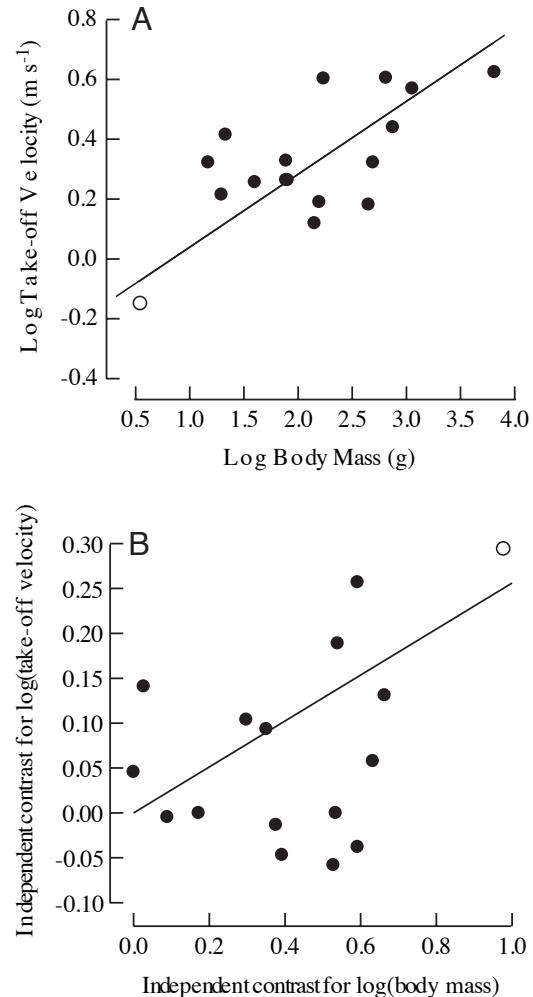 A
0.8
0.6
0.4
0.2
0.0
-0.2
-0.4
Log Take-off Velocity (m s-1)
0.5 1.0 1.5 2.0 2.5 3.0 3.5 4.0
Log Body Mass (g)
B
0.30
0.25
0.20
0.15
0.10
0.05
0.00
-0.05
-0.10
Independent contrast for log(take-off velocity)
0.0 0.2 0.4 0.6 0.8 1.0
Independent contrast for log(body mass)